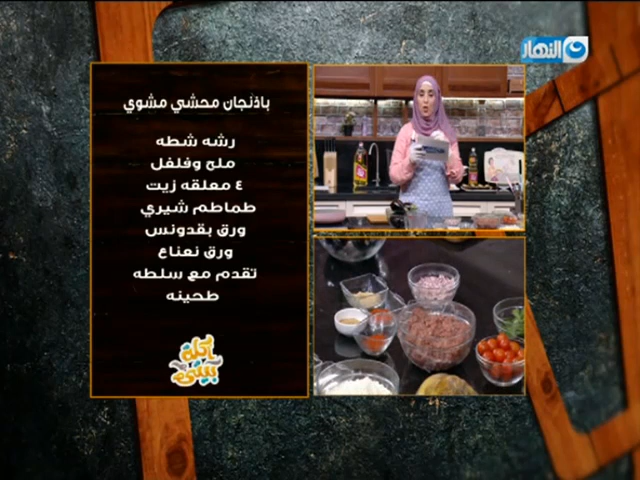 النهار
باذنجان محشي مشوي
رشه شطه
ملح وفلفل
٤ معلقه زيت
طماطم شيري
ورق بقدونس
ورق نعناع
تقدم مع سلطه
طحينه
أكلة
بيتي